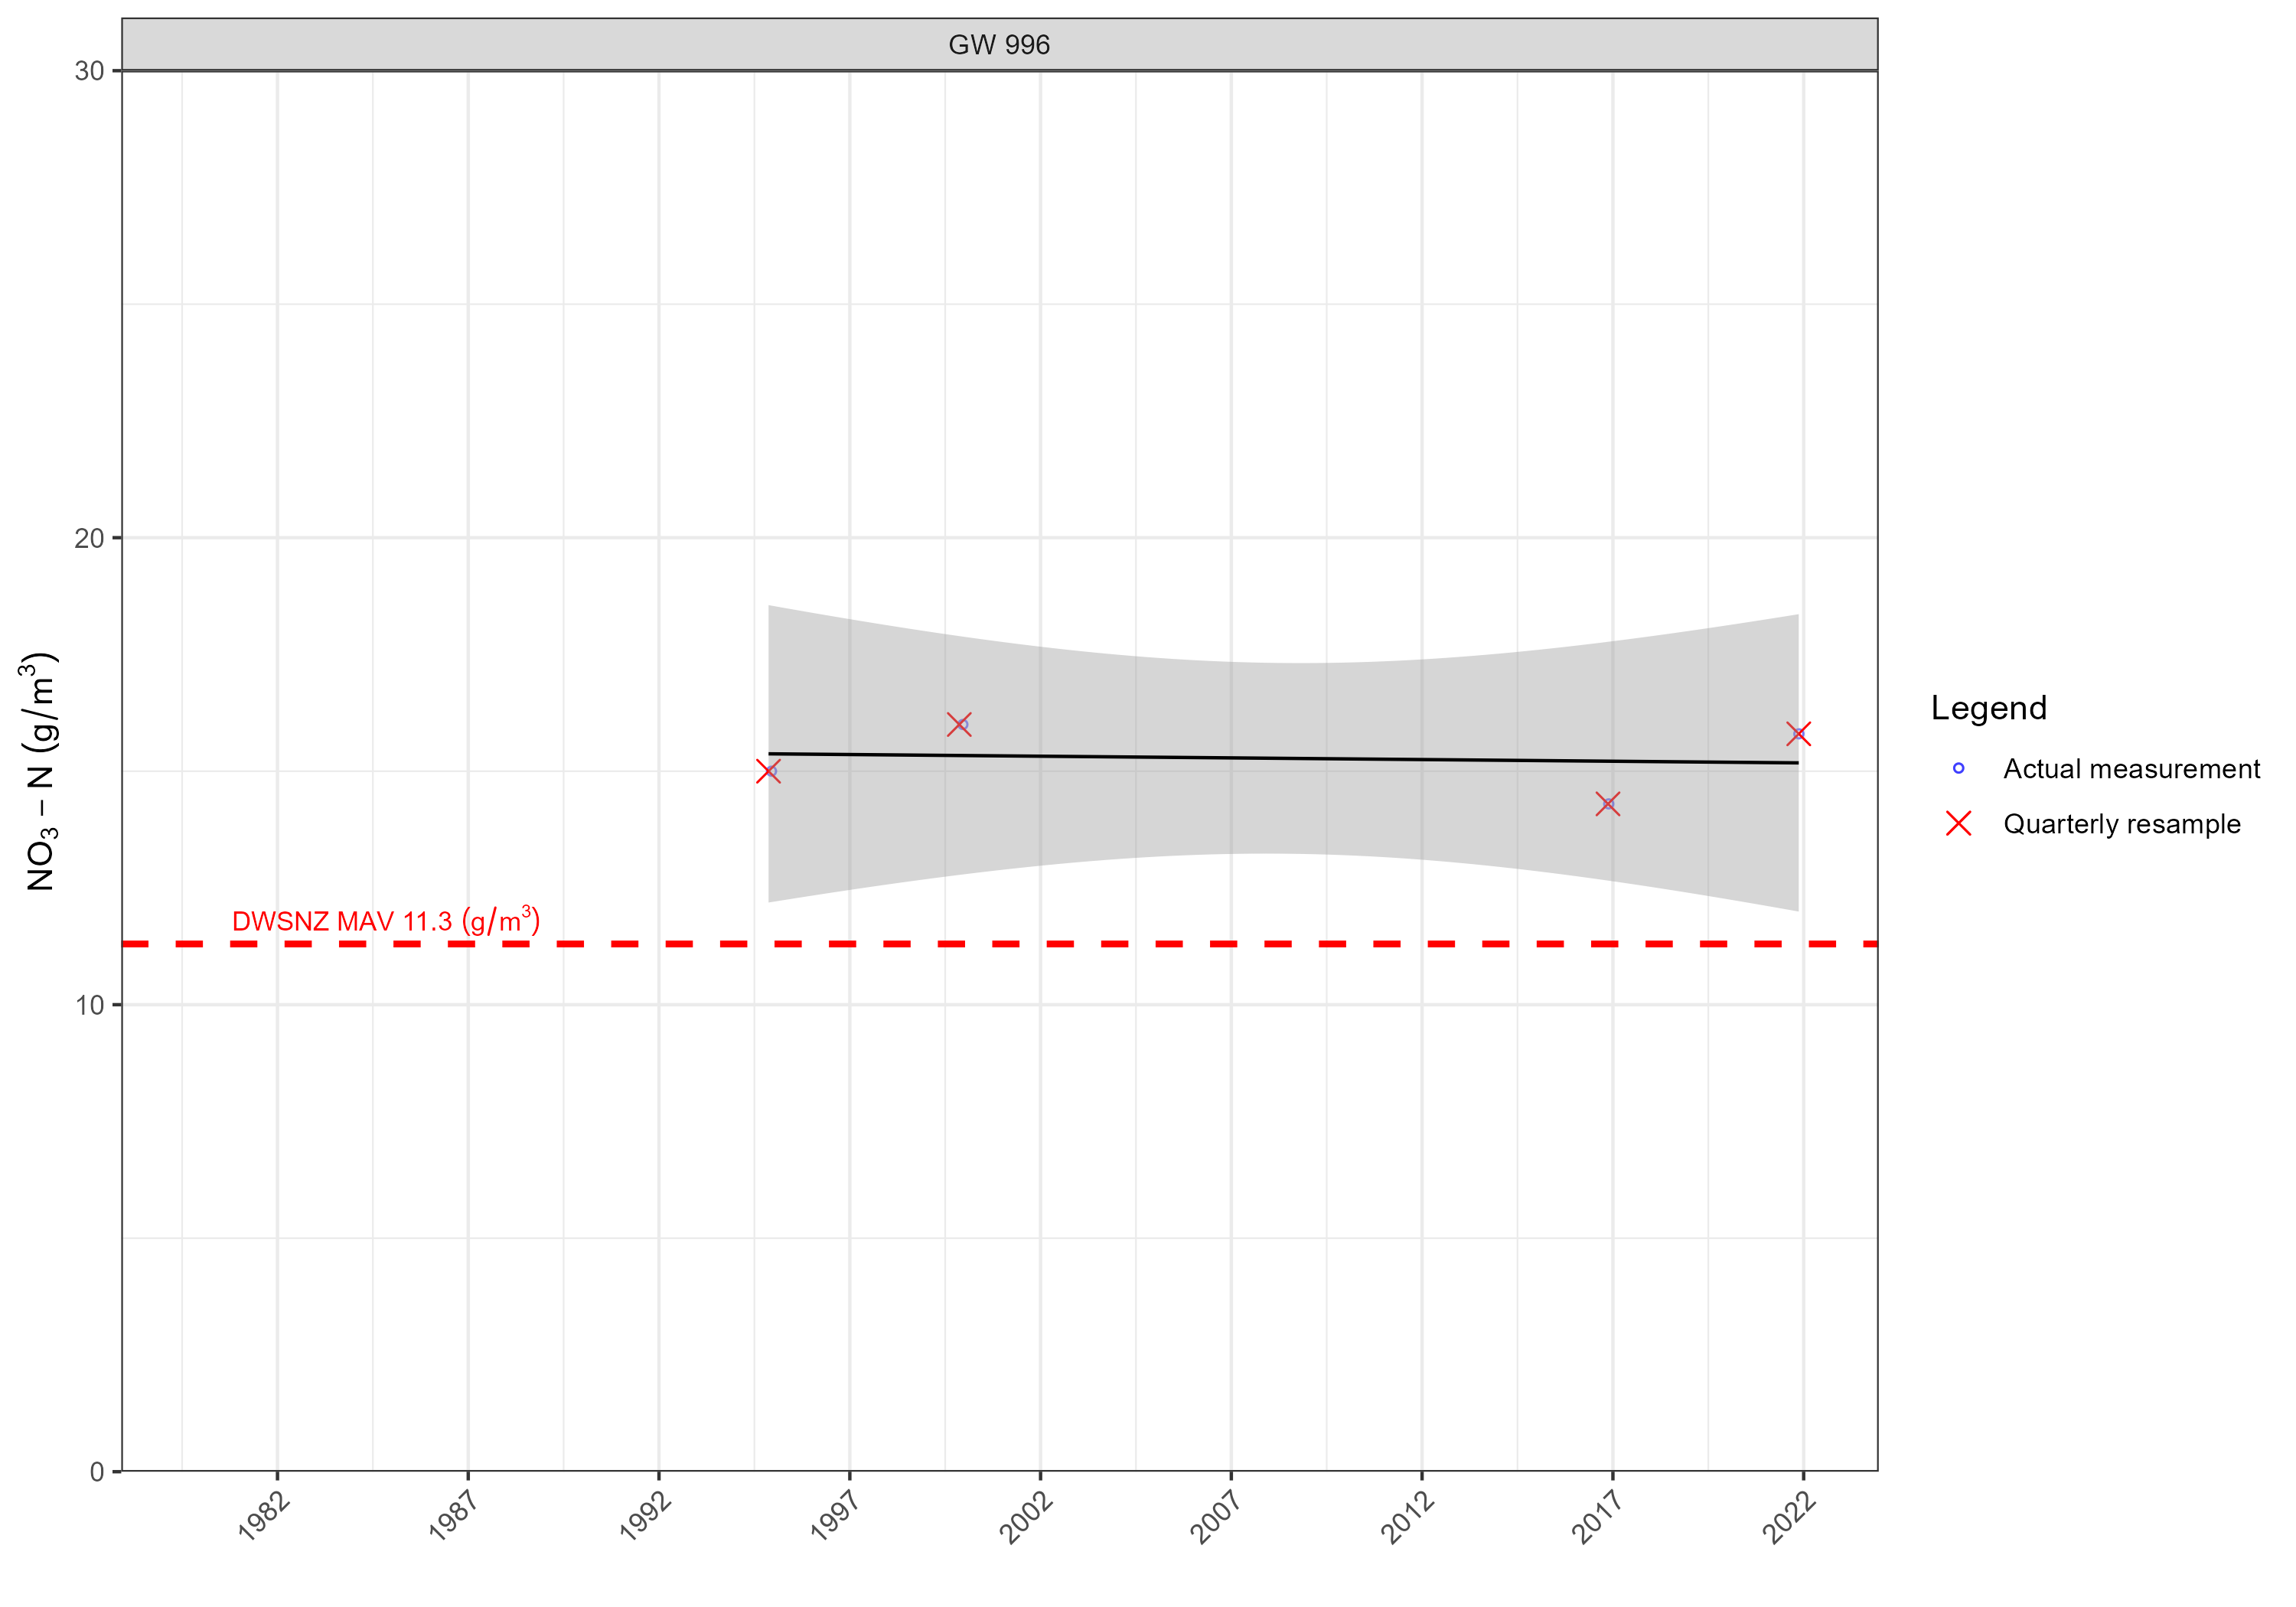 GW 996
30
20
10
0
NO₃ – N (g/m³)
DWSNZ MAV 11.3 (g/m³)
1982
1987
1992
1997
2002
2007
2012
2017
2022
Legend
Actual measurement
Quarterly resample